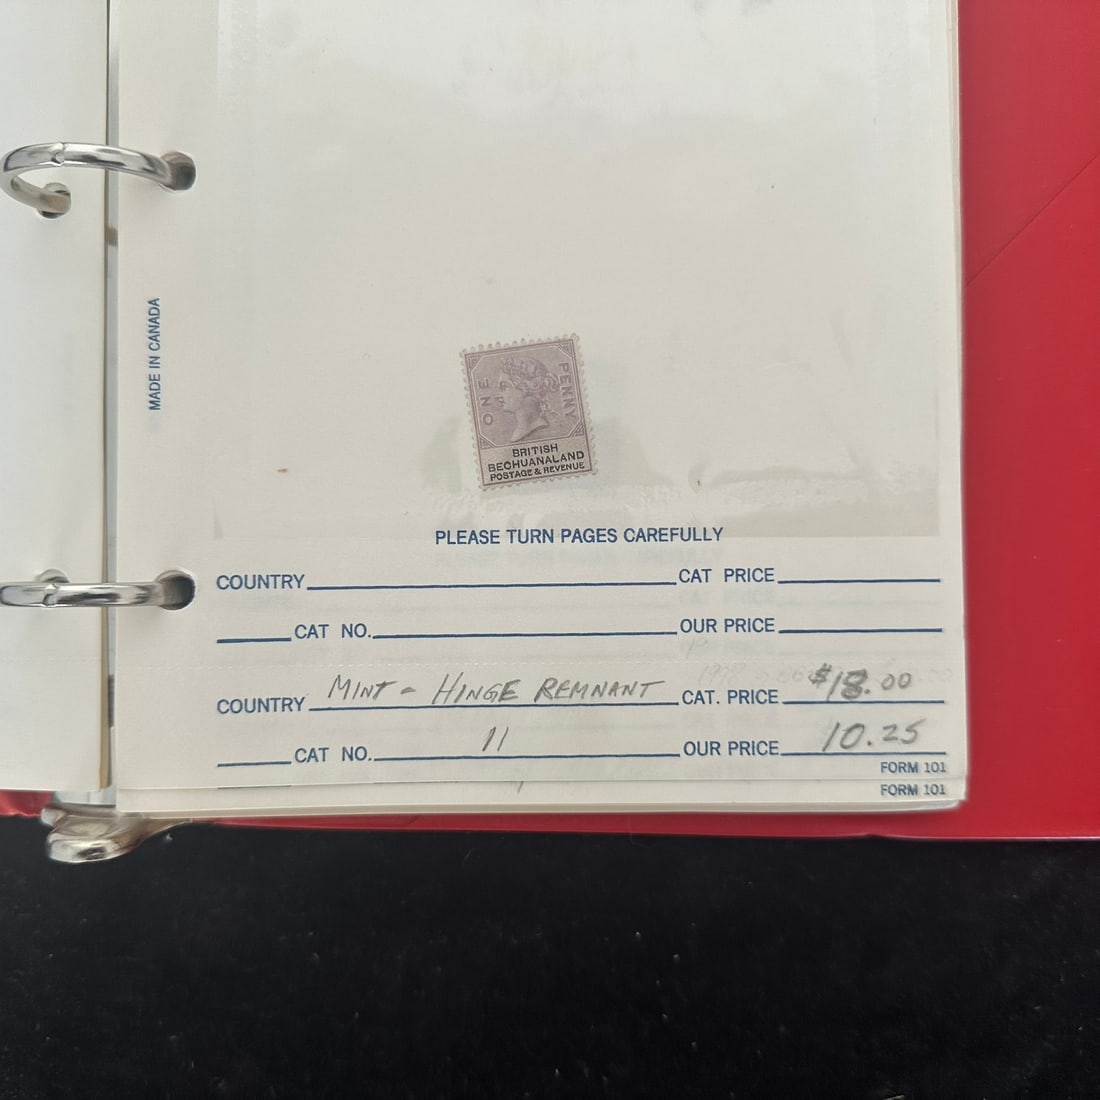 MADE IN CANADA
ONE PENNY
BRITISH
BECHUANALAND
POSTAGE & REVENUE
PLEASE TURN PAGES CAREFULLY
COUNTRY CAT PRICE
CAT NO. OUR PRICE
COUNTRY MINT - HINGE REMNANT CAT. PRICE $18.00
CAT NO. 11 OUR PRICE 10.25
FORM 101
FORM 101